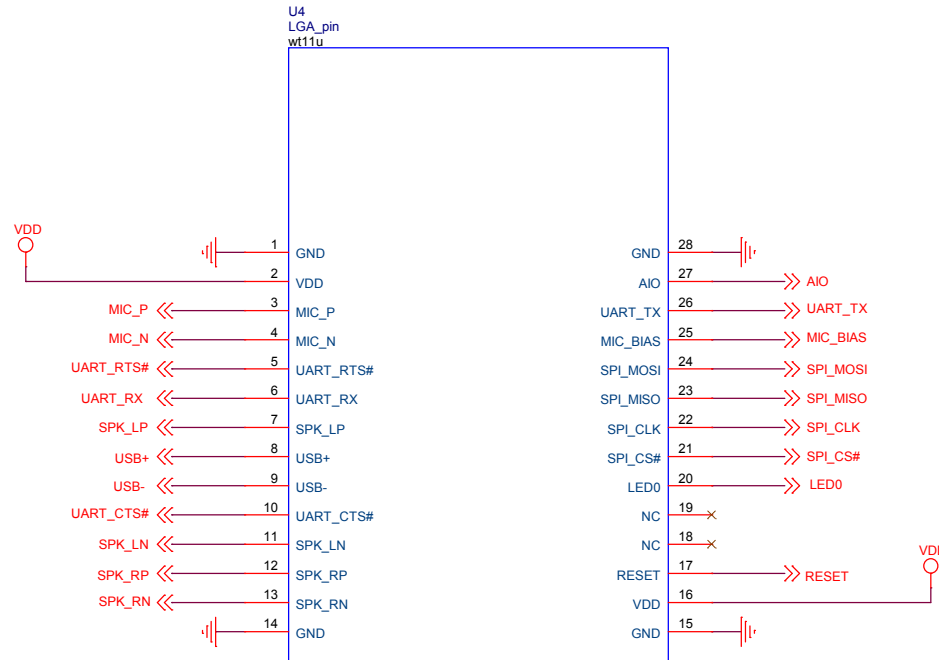 U4
LGA_pin
wt11u
VDD
1 GND
28 GND
2 VDD
27 AIO AIO
MIC_P 3 MIC_P
26 UART_TX UART_TX
MIC_N 4 MIC_N
25 MIC_BIAS MIC_BIAS
UART_RTS# 5 UART_RTS#
24 SPI_MOSI SPI_MOSI
UART_RX 6 UART_RX
23 SPI_MISO SPI_MISO
SPK_LP 7 SPK_LP
22 SPI_CLK SPI_CLK
USB+ 8 USB+
21 SPI_CS# SPI_CS#
USB- 9 USB-
20 LED0 LED0
UART_CTS# 10 UART_CTS#
19 NC
SPK_LN 11 SPK_LN
18 NC
VDI
SPK_RP 12 SPK_RP
17 RESET RESET
SPK_RN 13 SPK_RN
16 VDD
14 GND
15 GND